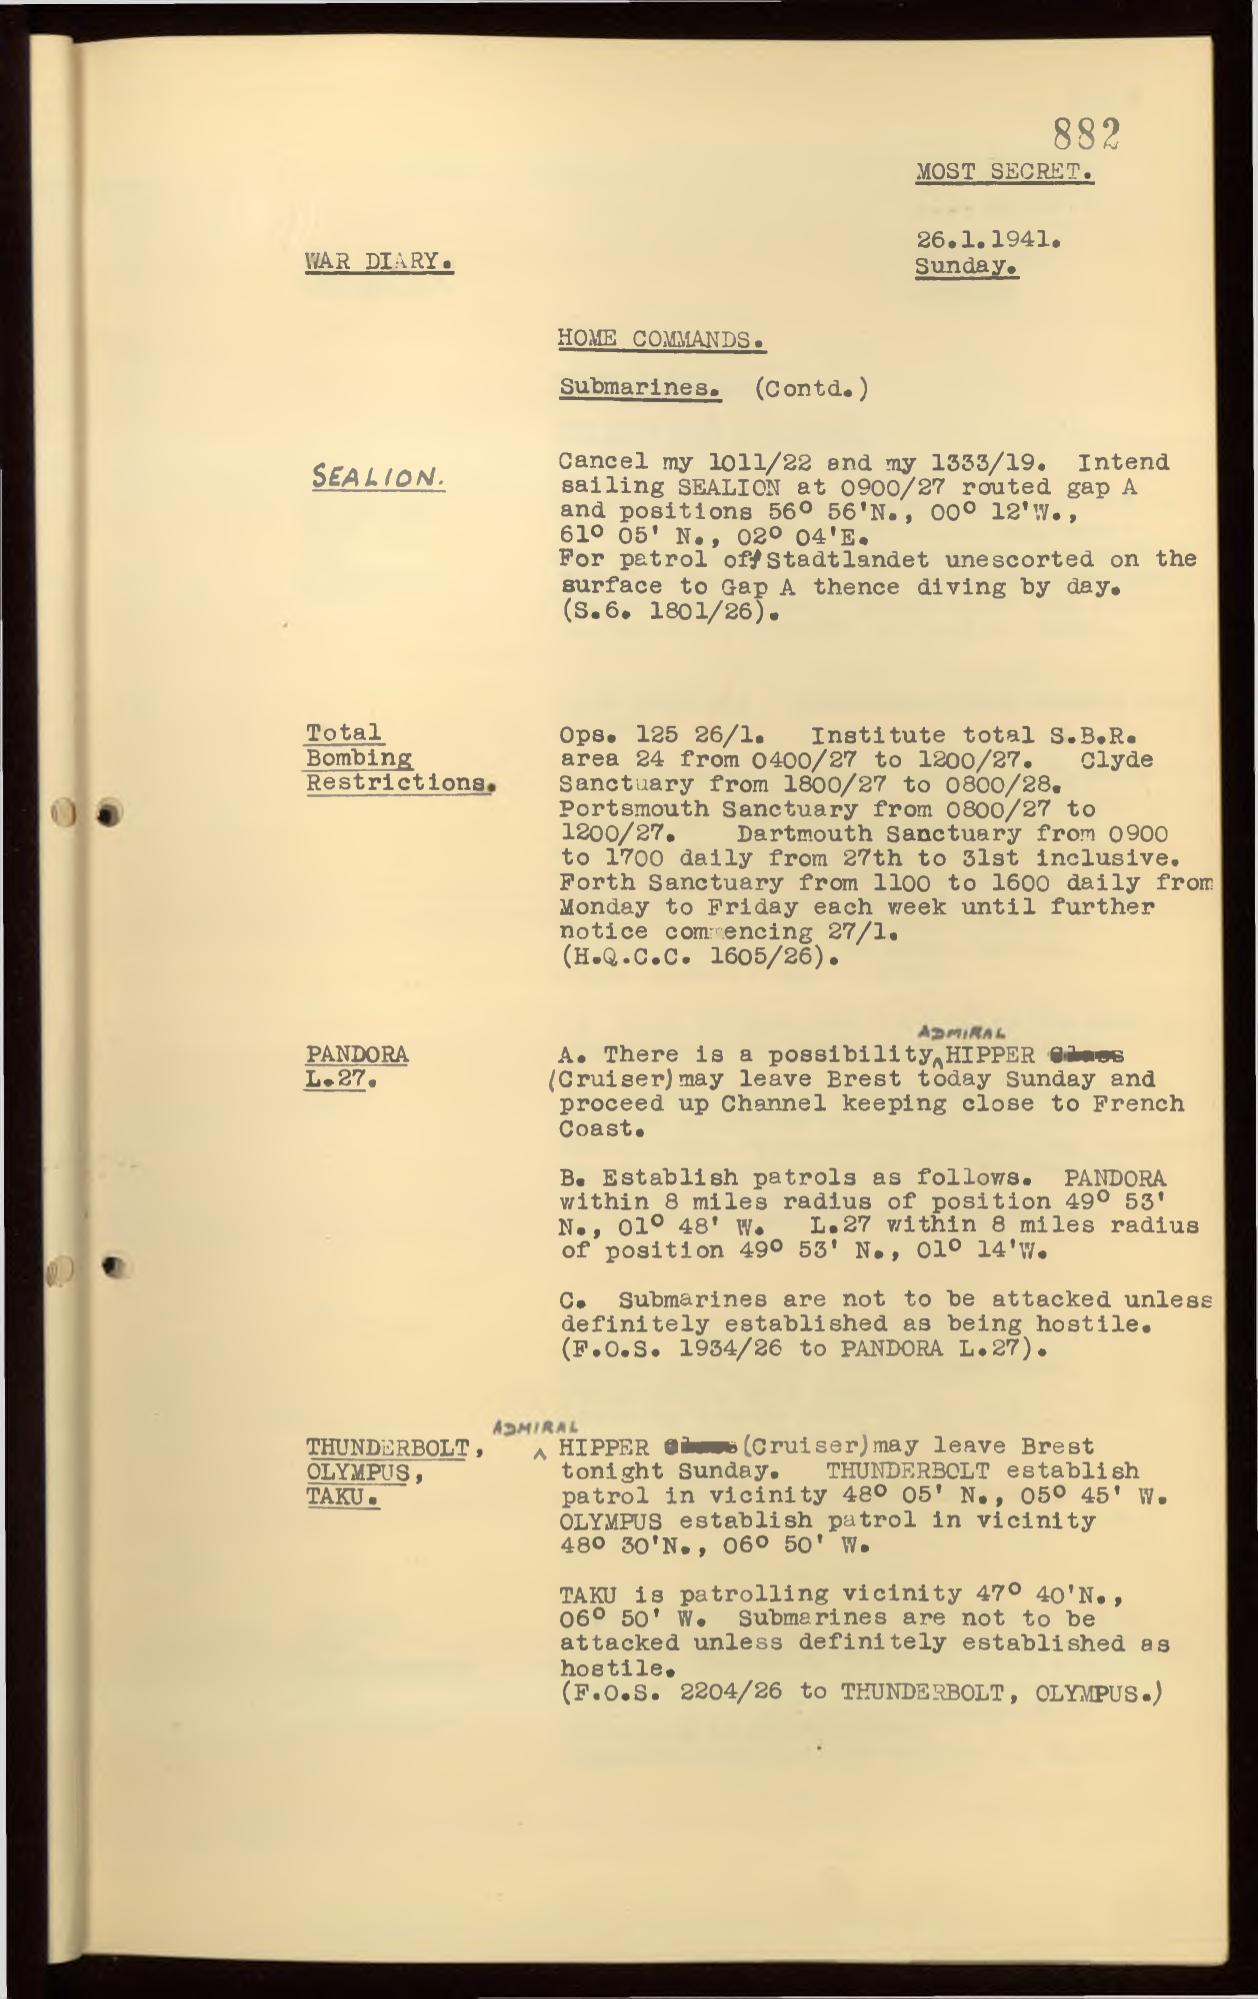 882
MOST SECRET.
26.1.1941.
Sunday.
WAR DIARY.
HOME COMMANDS.
Submarines. (Contd.)
SEALION.
Cancel my 1011/22 and my 1333/19. Intend
sailing SEALION at 0900/27 routed gap A
and positions 56° 56'N., 00° 12'W.,
61° 05' N., 02° 04'E.
For patrol off Stadtlandet unescorted on the
surface to Gap A thence diving by day.
(S.6. 1801/26).
Total
Bombing
Restrictions.
Ops. 125 26/1. Institute total S.B.R.
area 24 from 0400/27 to 1200/27. Clyde
Sanctuary from 1800/27 to 0800/28.
Portsmouth Sanctuary from 0800/27 to
1200/27. Dartmouth Sanctuary from 0900
to 1700 daily from 27th to 31st inclusive.
Forth Sanctuary from 1100 to 1600 daily from
Monday to Friday each week until further
notice commencing 27/1.
(H.Q.C.C. 1605/26).
PANDORA
L.27.
ADMIRAL
A. There is a possibility ^ HIPPER Class
(Cruiser) may leave Brest today Sunday and
proceed up Channel keeping close to French
Coast.
B. Establish patrols as follows. PANDORA
within 8 miles radius of position 49° 53'
N., 01° 48' W. L.27 within 8 miles radius
of position 49° 53' N., 01° 14'W.
C. Submarines are not to be attacked unless
definitely established as being hostile.
(F.O.S. 1934/26 to PANDORA L.27).
THUNDERBOLT,
OLYMPUS,
TAKU.
ADMIRAL
^ HIPPER Class (Cruiser) may leave Brest
tonight Sunday. THUNDERBOLT establish
patrol in vicinity 48° 05' N., 05° 45' W.
OLYMPUS establish patrol in vicinity
48° 30'N., 06° 50' W.
TAKU is patrolling vicinity 47° 40'N.,
06° 50' W. Submarines are not to be
attacked unless definitely established as
hostile.
(F.O.S. 2204/26 to THUNDERBOLT, OLYMPUS.)